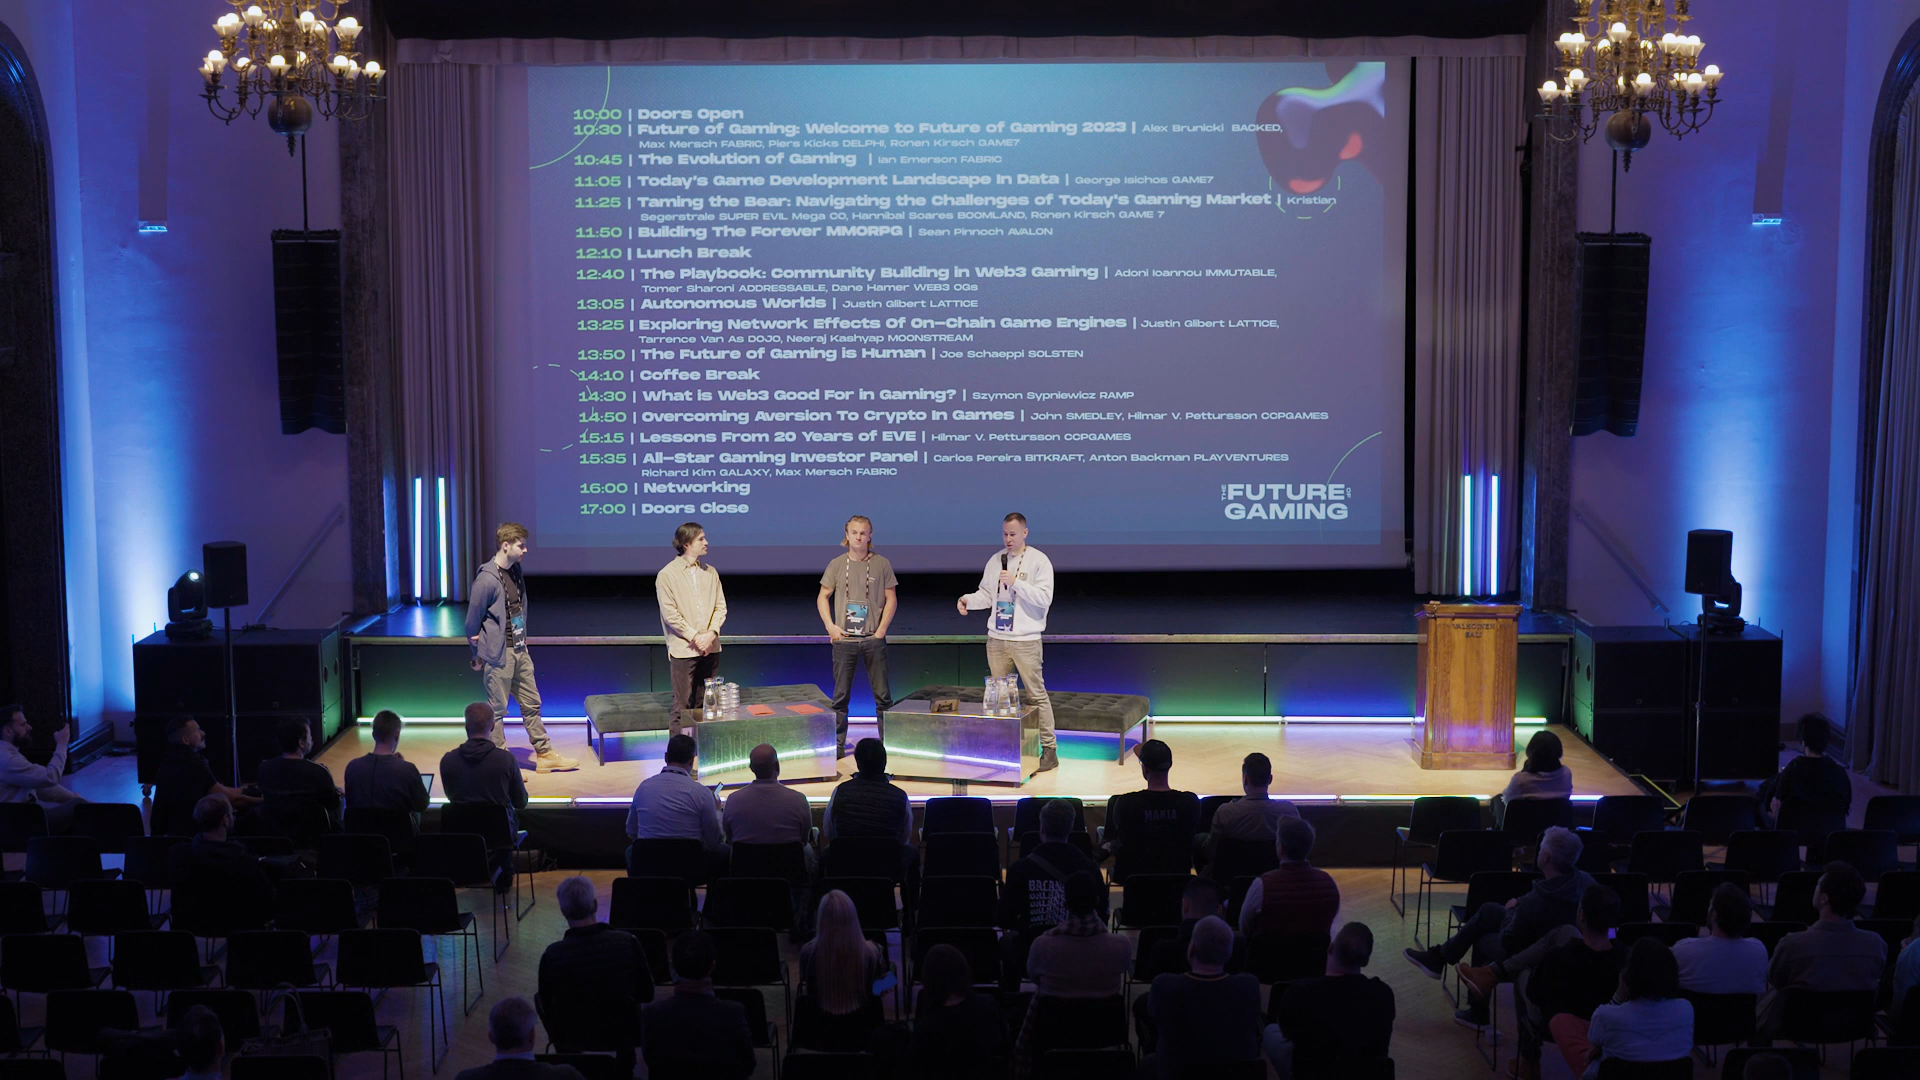 10:00 | Doors Open
10:30 | Future of Gaming: Welcome to Future of Gaming 2023 | Alex Brunicki BACKED,
Max Mersch FABRIC, Piers Kicks DELPHI, Ronen Kirsch GAME7
10:45 | The Evolution of Gaming | Ian Emerson FABRIC
11:05 | Today's Game Development Landscape In Data | George Isichos GAME7
11:25 | Taming the Bear: Navigating the Challenges of Today's Gaming Market | Kristian
Segerstrale SUPER EVIL Mega CO, Hannibal Soares BOOMLAND, Ronen Kirsch GAME 7
11:50 | Building The Forever MMORPG | Sean Pinnoch AVALON
12:10 | Lunch Break
12:40 | The Playbook: Community Building in Web3 Gaming | Adoni Ioannou IMMUTABLE,
Tomer Sharoni ADDRESSABLE, Dane Hamer WEB3 OGs
13:05 | Autonomous Worlds | Justin Glibert LATTICE
13:25 | Exploring Network Effects Of On-Chain Game Engines | Justin Glibert LATTICE,
Tarrence Van As DOJO, Neeraj Kashyap MOONSTREAM
13:50 | The Future of Gaming is Human | Joe Schaeppi SOLSTEN
14:10 | Coffee Break
14:30 | What is Web3 Good For in Gaming? | Szymon Sypniewicz RAMP
14:50 | Overcoming Aversion To Crypto In Games | John SMEDLEY, Hilmar V. Pettursson CCPGAMES
15:15 | Lessons From 20 Years of EVE | Hilmar V. Pettursson CCPGAMES
15:35 | All-Star Gaming Investor Panel | Carlos Pereira BITKRAFT, Anton Backman PLAYVENTURES
Richard Kim GALAXY, Max Mersch FABRIC
16:00 | Networking
17:00 | Doors Close
THE FUTURE OF
GAMING
VALKOINEN
SALI